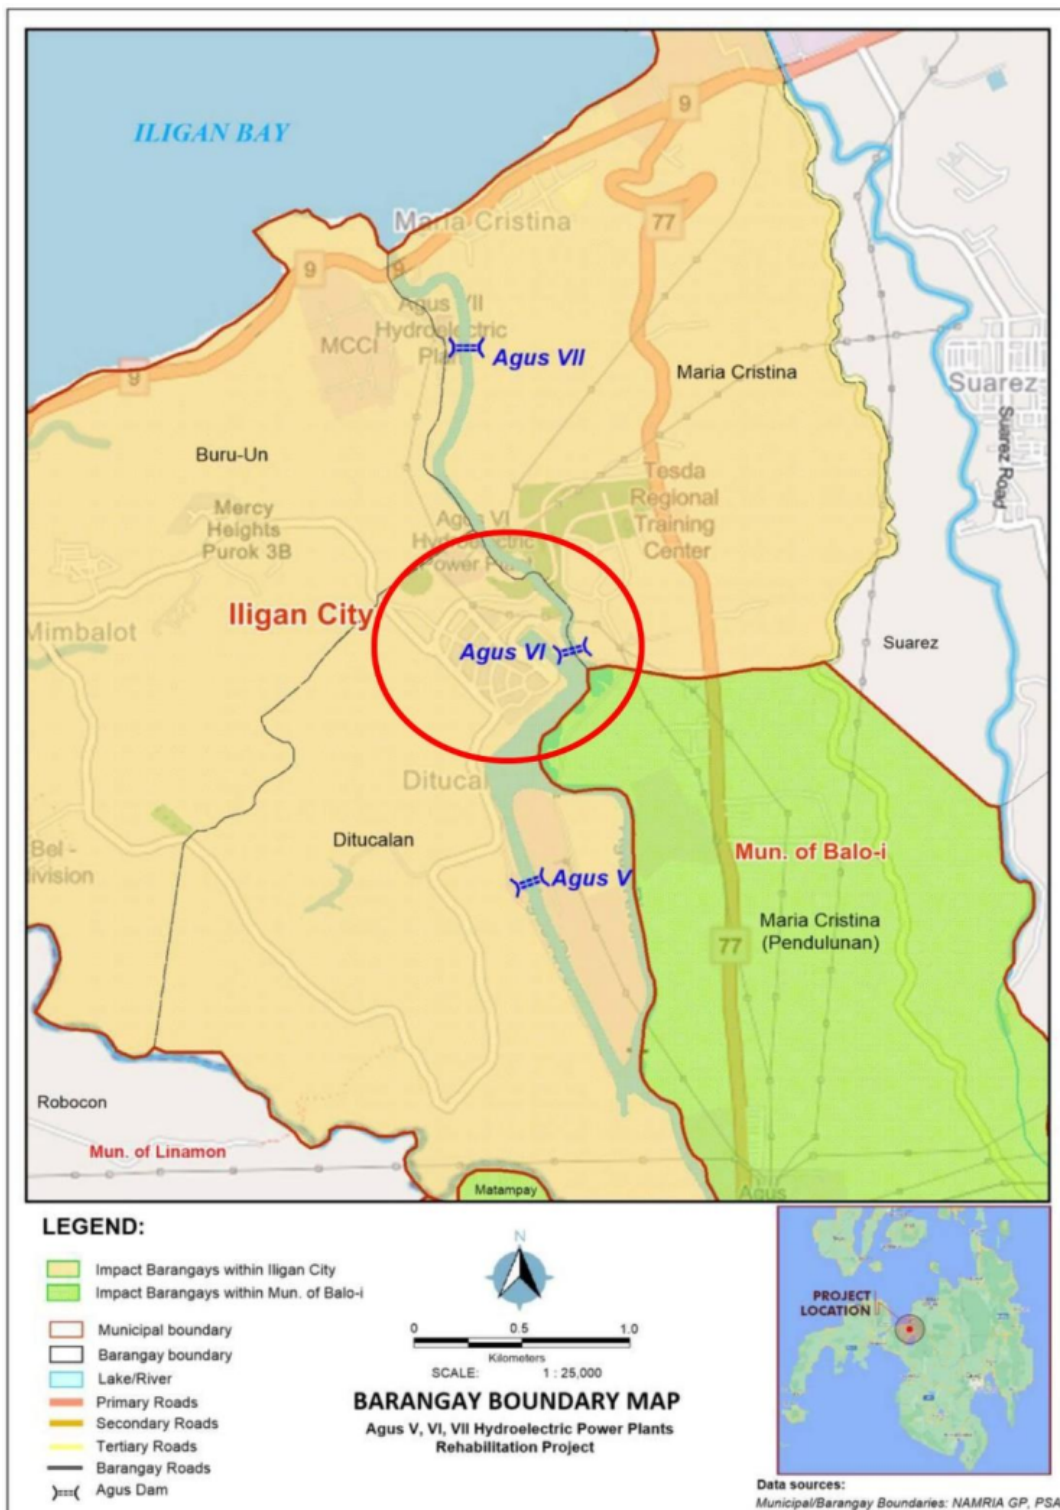 ILIGAN BAY
9
77
Maria Cristina
9
9
Agus VII
Hydroelectric
Plant
MCCI
Agus VII
Maria Cristina
9
Suarez
Suarez Road
Buru-Un
Tesda
Regional
Training
Center
Mercy
Heights
Purok 3B
Agus VI
Hydroelectric
Power Plant
Iligan City
Mimbalot
Suarez
Agus VI
Ditucal
Ditucalan
Mun. of Balo-i
Agus V
Maria Cristina
(Pendulunan)
77
Robocon
Mun. of Linamon
Matampay
Agus
LEGEND:
Impact Barangays within Iligan City
Impact Barangays within Mun. of Balo-i
Municipal boundary
Barangay boundary
Lake/River
Primary Roads
Secondary Roads
Tertiary Roads
Barangay Roads
Agus Dam
N
0 0.5 1.0
Kilometers
SCALE: 1 : 25,000
BARANGAY BOUNDARY MAP
Agus V, VI, VII Hydroelectric Power Plants
Rehabilitation Project
PROJECT
LOCATION
Data sources:
Municipal/Barangay Boundaries: NAMRIA GP, PSA